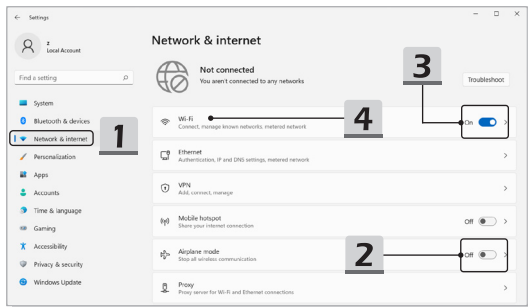 ← Settings
z
Local Account
Find a setting
System
Bluetooth & devices
Network & internet
Personalization
Apps
Accounts
Time & language
Gaming
Accessibility
Privacy & security
Windows Update
1
Network & internet
Not connected
You aren't connected to any networks
3
Troubleshoot
Wi-Fi
Connect, manage known networks, metered network
4
On
Ethernet
Authentication, IP and DNS settings, metered network
VPN
Add, connect, manage
Mobile hotspot
Share your internet connection
Off
Airplane mode
Stop all wireless communication
2
Off
Proxy
Proxy server for Wi-Fi and Ethernet connections